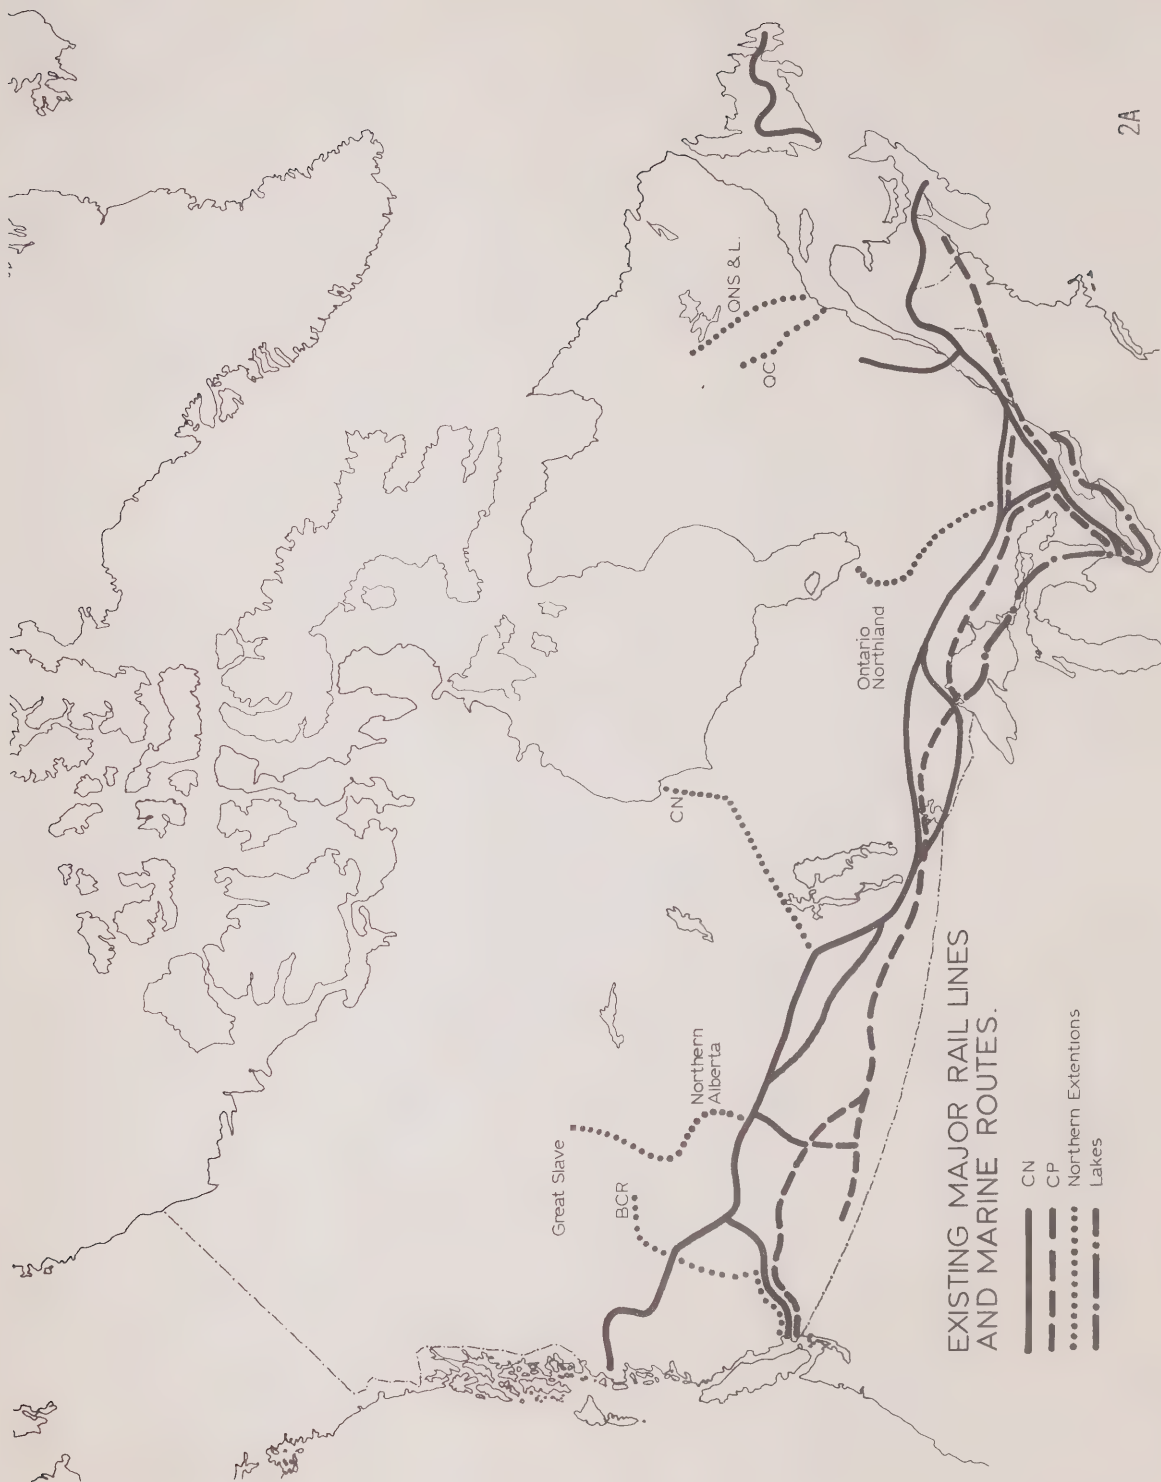 EXISTING MAJOR RAIL LINES
AND MARINE ROUTES.
CN
CP
Northern Extentions
Lakes
Great Slave
BCR
Northern
Alberta
CN
Ontario
Northland
QC
QNS & L.
2A